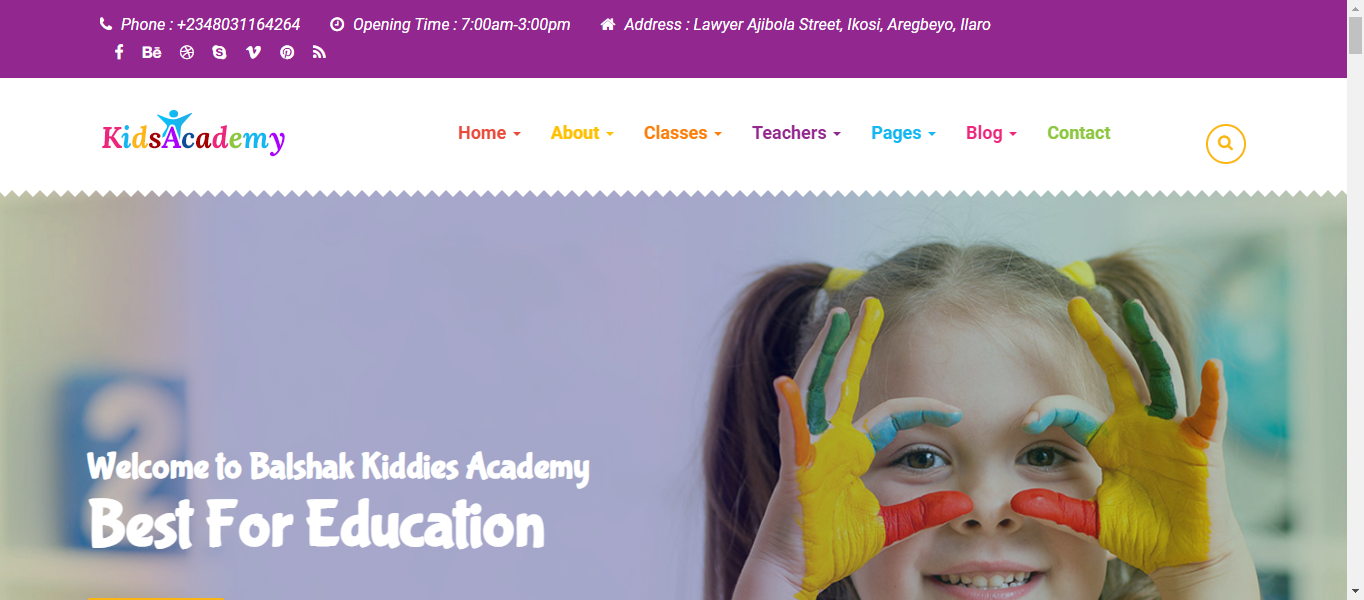 Phone : +2348031164264 Opening Time : 7:00am-3:00pm Address : Lawyer Ajibola Street, Ikosi, Aregbeyo, Ilaro
KidsAcademy
Home About Classes Teachers Pages Blog Contact
2
Welcome to Balshak Kiddies Academy
Best For Education